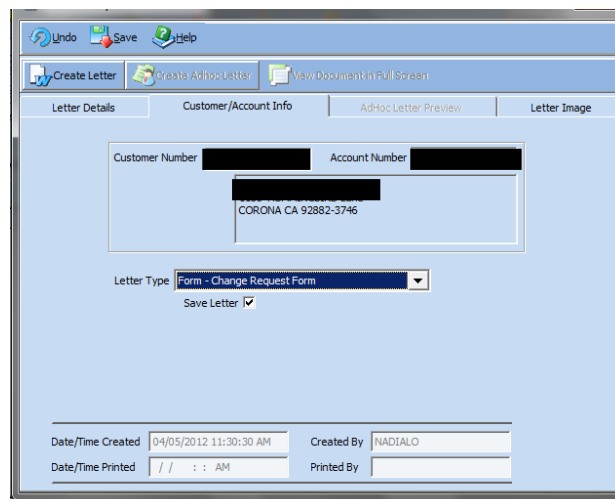 Undo Save Help
Create Letter Create Adhoc Letter View Document in Full Screen
Letter Details Customer/Account Info AdHoc Letter Preview Letter Image
Customer Number Account Number
CORONA CA 92882-3746
Letter Type Form - Change Request Form
Save Letter
Date/Time Created 04/05/2012 11:30:30 AM Created By NADIALO
Date/Time Printed / / : : AM Printed By